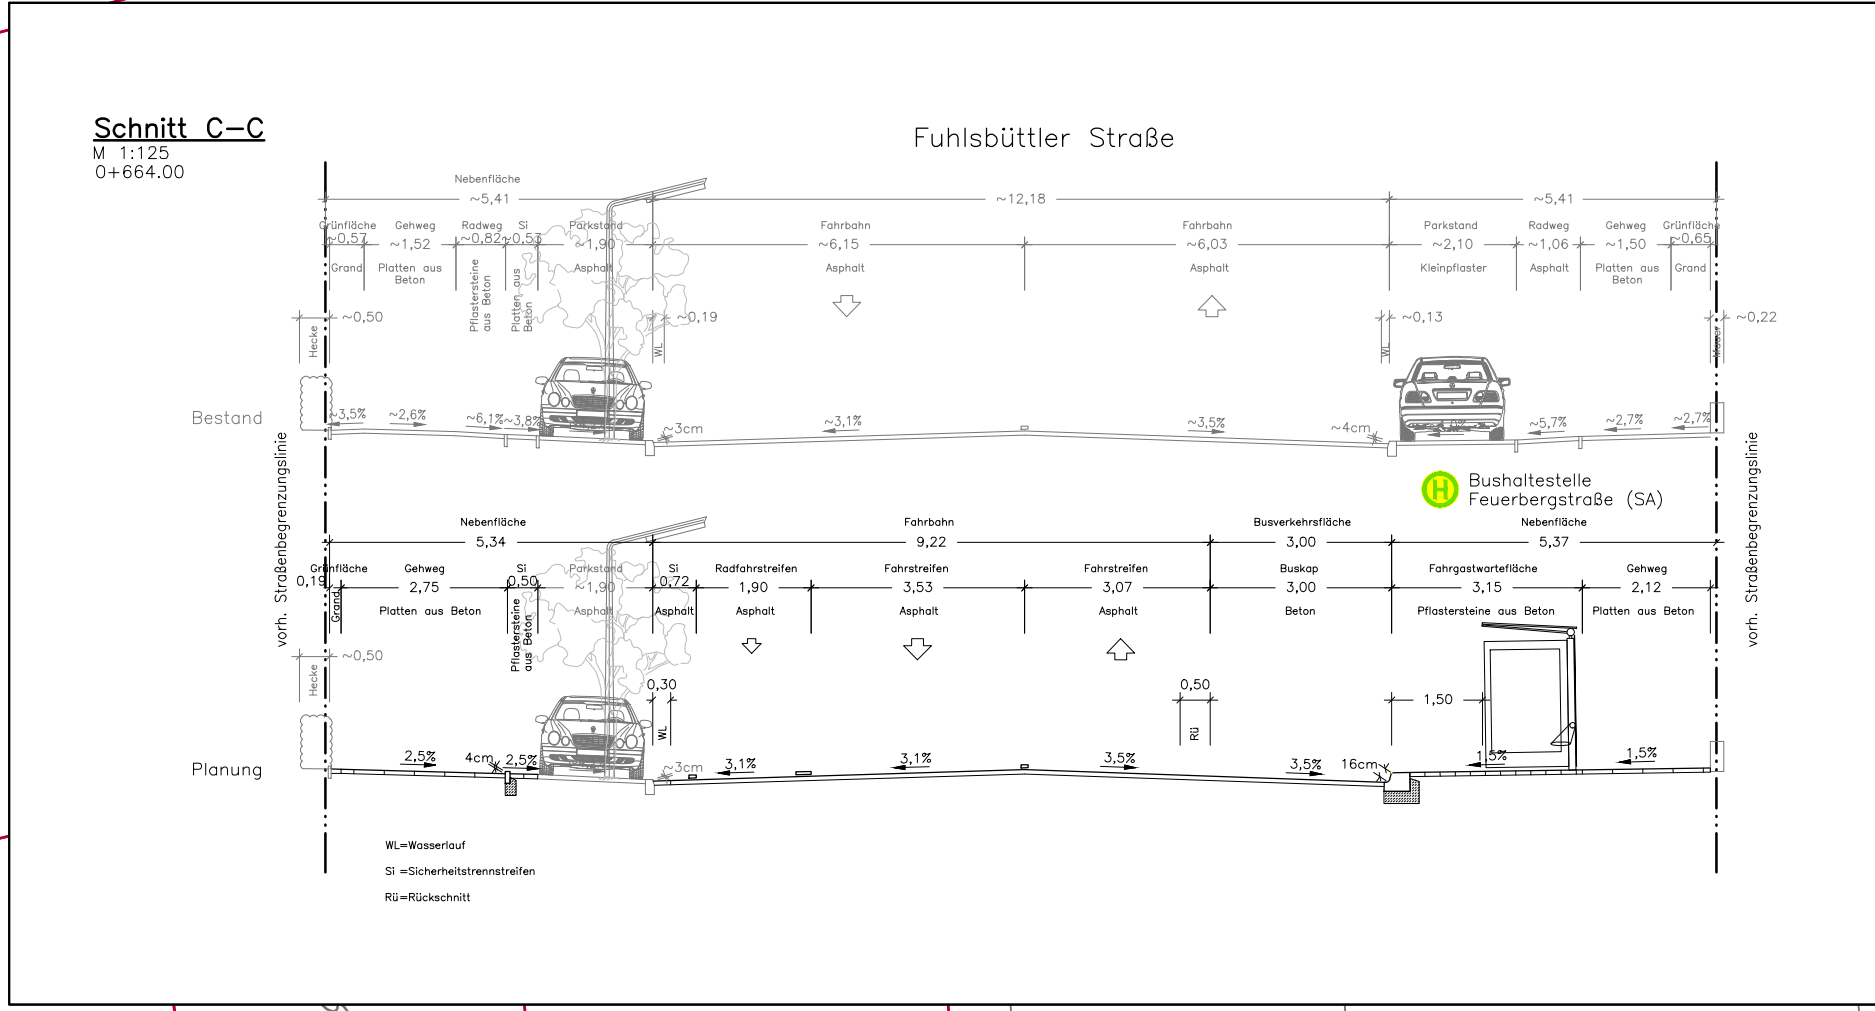 Schnitt C-C
M 1:125
0+664.00
Fuhlsbüttler Straße
Nebenfläche
~5,41
~12,18
~5,41
Grünfläche Gehweg Radweg Si Parkstand Fahrbahn Fahrbahn Parkstand Radweg Gehweg Grünfläche
~0,57 ~1,52 ~0,82 ~0,53 ~1,90 ~6,15 ~6,03 ~2,10 ~1,06 ~1,50 ~0,65
Grand Platten aus Beton Pflastersteine aus Beton Platten aus Beton Asphalt Asphalt Asphalt Kleinpflaster Asphalt Platten aus Beton Grand
~0,50 ~0,19 ~0,13 ~0,22
Hecke WL WL Mauer
Bestand
~3,5% ~2,6% ~6,1% ~3,8% ~3cm ~3,1% ~3,5% ~4cm ~5,7% ~2,7% ~2,7%
vorh. Straßenbegrenzungslinie
vorh. Straßenbegrenzungslinie
H
Bushaltestelle
Feuerbergstraße (SA)
Nebenfläche Fahrbahn Busverkehrsfläche Nebenfläche
5,34 9,22 3,00 5,37
Grünfläche Gehweg Si Parkstand Si Radfahrstreifen Fahrstreifen Fahrstreifen Buskap Fahrgastwartefläche Gehweg
0,19 2,75 0,50 ~1,90 0,72 1,90 3,53 3,07 3,00 3,15 2,12
Grand Platten aus Beton Pflastersteine aus Beton Asphalt Asphalt Asphalt Asphalt Asphalt Beton Pflastersteine aus Beton Platten aus Beton
~0,50 0,30 0,50 1,50
Hecke WL Rü
Planung
2,5% 4cm 2,5% ~3cm 3,1% 3,1% 3,5% 3,5% 16cm 1,5% 1,5%
WL=Wasserlauf
Si =Sicherheitstrennstreifen
Rü=Rückschnitt